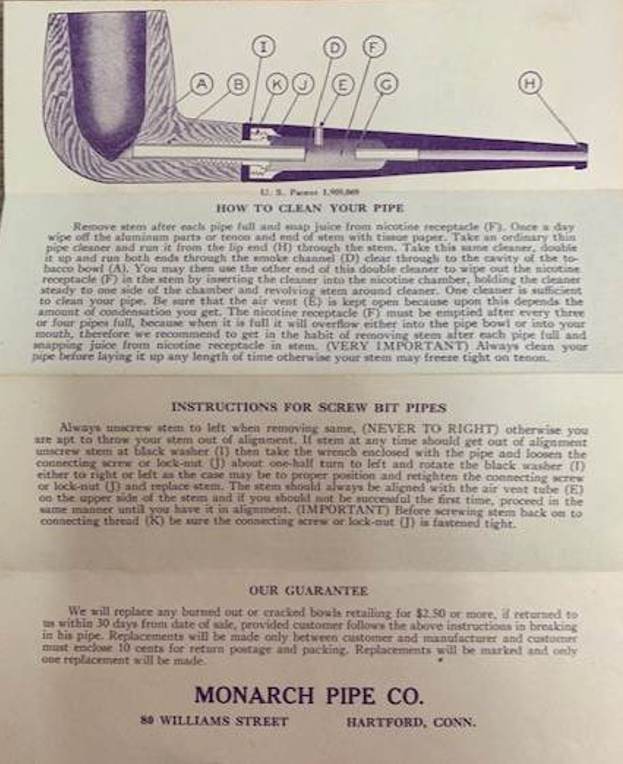 I D F
A B K J E G H
U. S. Patent 1,909,069
HOW TO CLEAN YOUR PIPE
Remove stem after each pipe full and snap juice from nicotine receptacle (F). Once a day
wipe off the aluminum parts or tenon and end of stem with tissue paper. Take an ordinary thin
pipe cleaner and run it from the lip end (H) through the stem. Take this same cleaner, double
it up and run both ends through the smoke channel (D) clear through to the cavity of the to-
bacco bowl (A). You may then use the other end of this double cleaner to wipe out the nicotine
receptacle (F) in the stem by inserting the cleaner into the nicotine chamber, holding the cleaner
steady to one side of the chamber and revolving stem around cleaner. One cleaner is sufficient
to clean your pipe. Be sure that the air vent (E) is kept open because upon this depends the
amount of condensation you get. The nicotine receptacle (F) must be emptied after every three
or four pipes full, because when it is full it will overflow either into the pipe bowl or into your
mouth, therefore we recommend to get in the habit of removing stem after each pipe full and
snapping juice from nicotine receptacle in stem. (VERY IMPORTANT) Always clean your
pipe before laying it up any length of time otherwise your stem may freeze tight on tenon.
INSTRUCTIONS FOR SCREW BIT PIPES
Always unscrew stem to left when removing same, (NEVER TO RIGHT) otherwise you
are apt to throw your stem out of alignment. If stem at any time should get out of alignment
unscrew stem at black washer (I) then take the wrench enclosed with the pipe and loosen the
connecting screw or lock-nut (J) about one-half turn to left and rotate the black washer (I)
either to right or left as the case may be to proper position and retighten the connecting screw
or lock-nut (J) and replace stem. The stem should always be aligned with the air vent tube (E)
on the upper side of the stem and if you should not be successful the first time, proceed in the
same manner until you have it in alignment. (IMPORTANT) Before screwing stem back on to
connecting thread (K) be sure the connecting screw or lock-nut (J) is fastened tight.
OUR GUARANTEE
We will replace any burned out or cracked bowls retailing for $2.50 or more, if returned to
us within 30 days from date of sale, provided customer follows the above instructions in breaking
in his pipe. Replacements will be made only between customer and manufacturer and customer
must enclose 10 cents for return postage and packing. Replacements will be marked and only
one replacement will be made.
MONARCH PIPE CO.
80 WILLIAMS STREET HARTFORD, CONN.